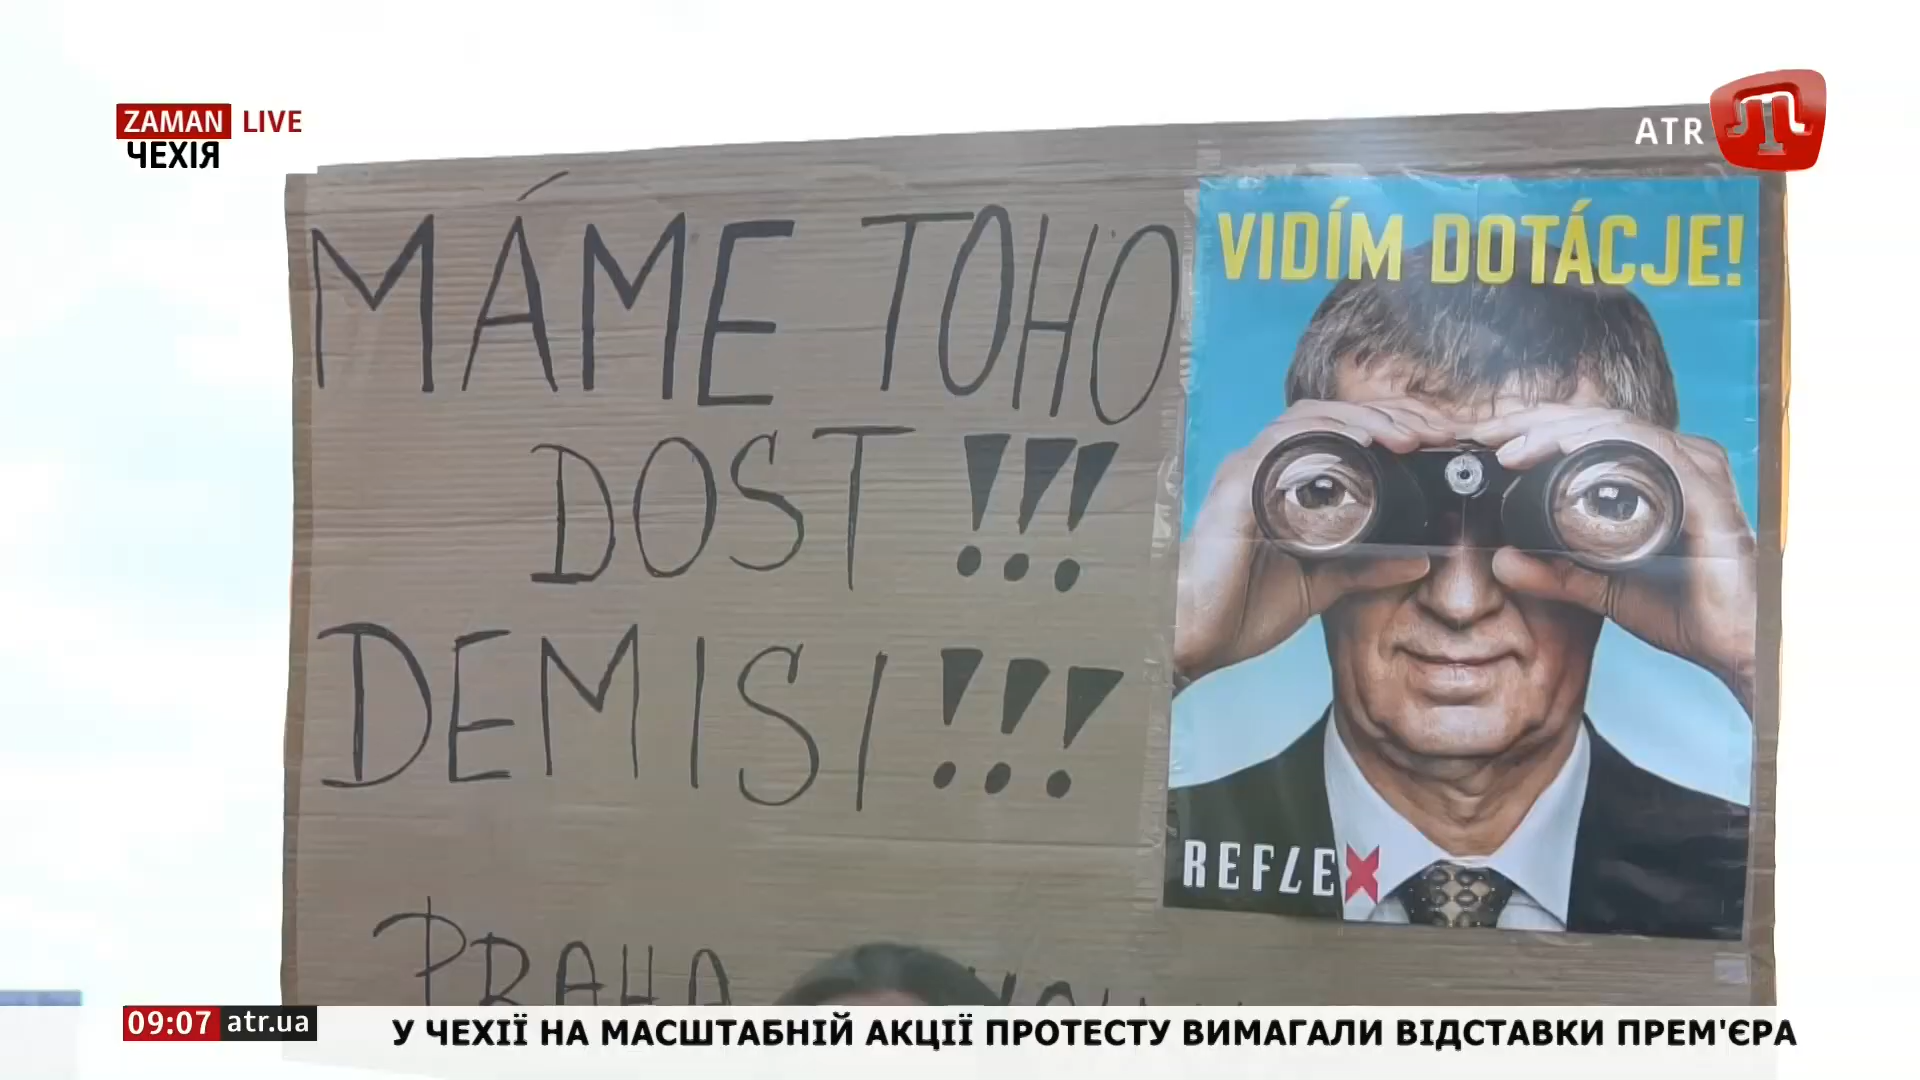 ZAMAN LIVE
ЧЕХІЯ
ATR
MÁME TOHO
DOST!!!
DEMISI!!!
PRAHA
VIDÍM DOTÁCJE!
REFLEX
09:07 atr.ua
У ЧЕХІЇ НА МАСШТАБНІЙ АКЦІЇ ПРОТЕСТУ ВИМАГАЛИ ВІДСТАВКИ ПРЕМ'ЄРА